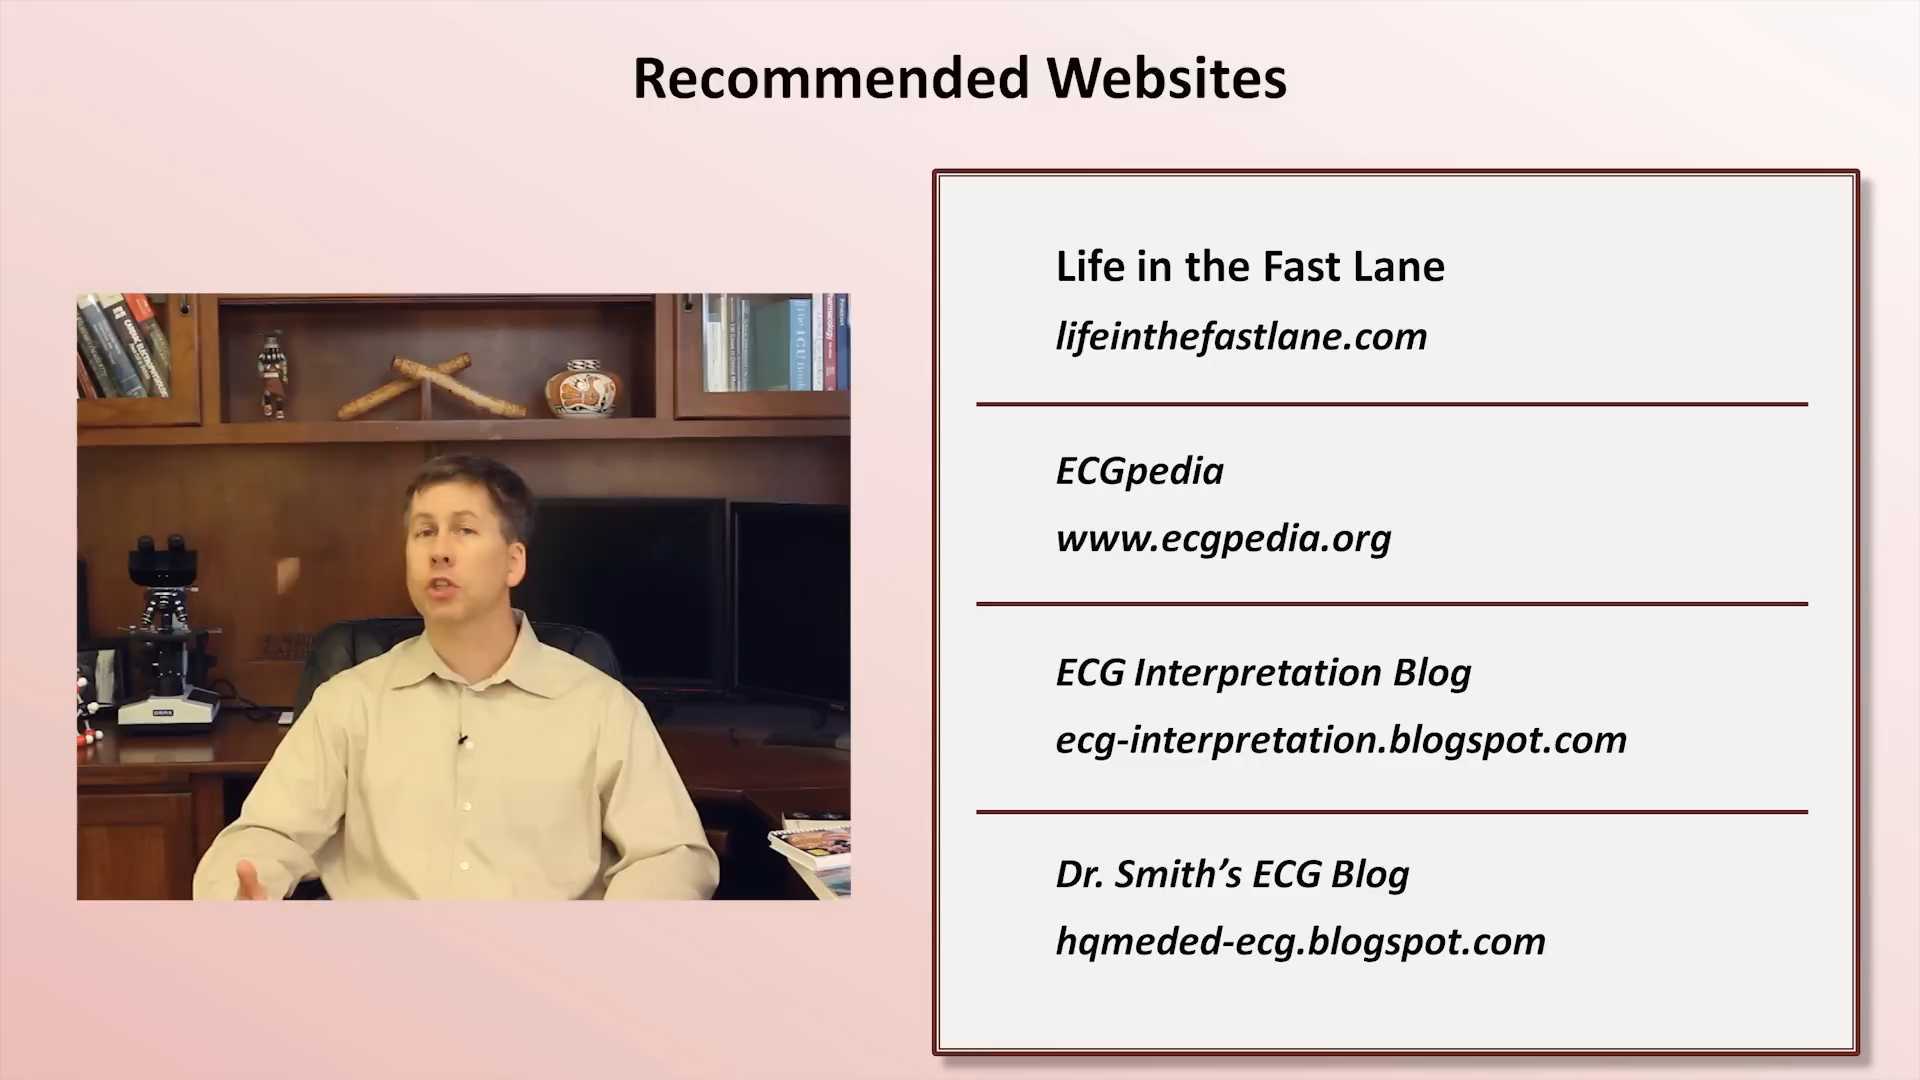 Recommended Websites
Life in the Fast Lane
lifeinthefastlane.com
ECGpedia
www.ecgpedia.org
ECG Interpretation Blog
ecg-interpretation.blogspot.com
Dr. Smith’s ECG Blog
hqmeded-ecg.blogspot.com